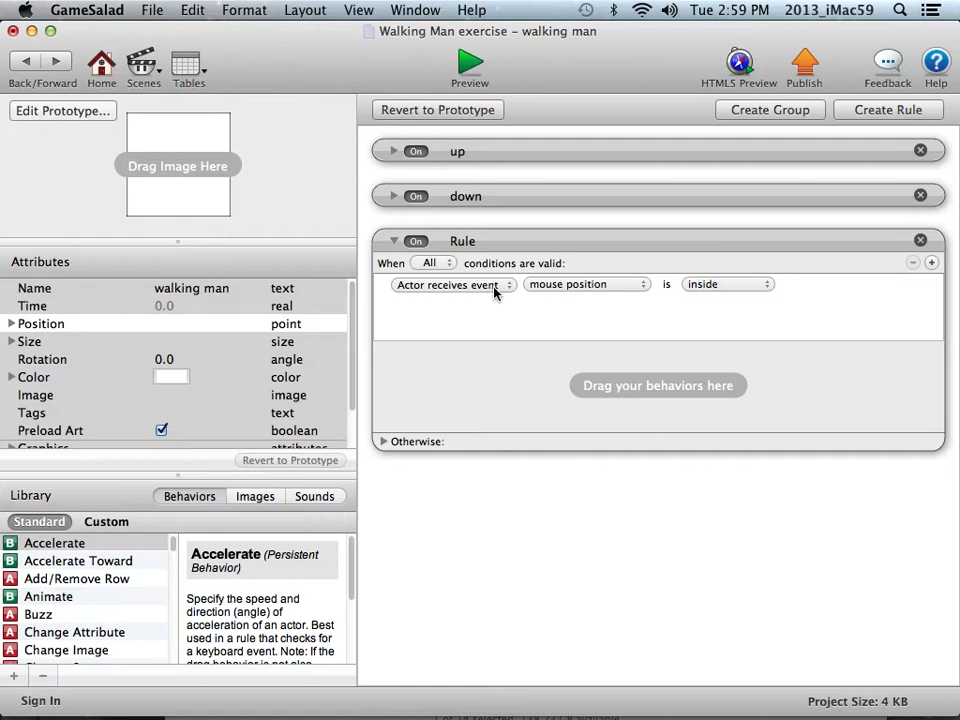 GameSalad File Edit Format Layout View Window Help Tue 2:59 PM 2013_iMac59
Walking Man exercise – walking man
Back/Forward Home Scenes Tables Preview HTML5 Preview Publish Feedback Help
Edit Prototype...
Drag Image Here
Revert to Prototype Create Group Create Rule
On up
On down
On Rule
When All conditions are valid:
Actor receives event mouse position is inside
Drag your behaviors here
Otherwise:
Attributes
Name walking man text
Time 0.0 real
Position point
Size size
Rotation 0.0 angle
Color color
Image image
Tags text
Preload Art boolean
Graphics attributes
Revert to Prototype
Library Behaviors Images Sounds
Standard Custom
B Accelerate
B Accelerate Toward
A Add/Remove Row
B Animate
A Buzz
A Change Attribute
A Change Image
Accelerate (Persistent
Behavior)
Specify the speed and
direction (angle) of
acceleration of an actor. Best
used in a rule that checks for
a keyboard event. Note: If the
Sign In Project Size: 4 KB